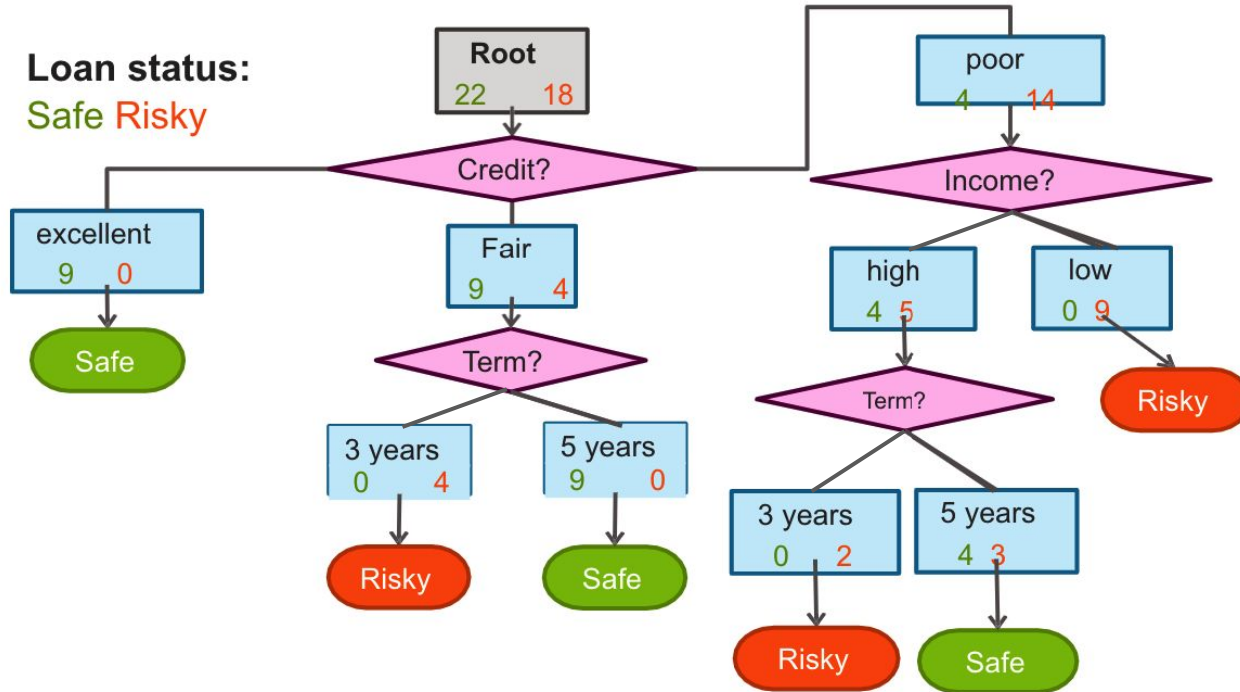 Loan status:
Safe Risky
Root
22 18
Credit?
excellent
9 0
Safe
Fair
9 4
Term?
3 years
0 4
Risky
5 years
9 0
Safe
poor
4 14
Income?
high
4 5
Term?
3 years
0 2
Risky
5 years
4 3
Safe
low
0 9
Risky